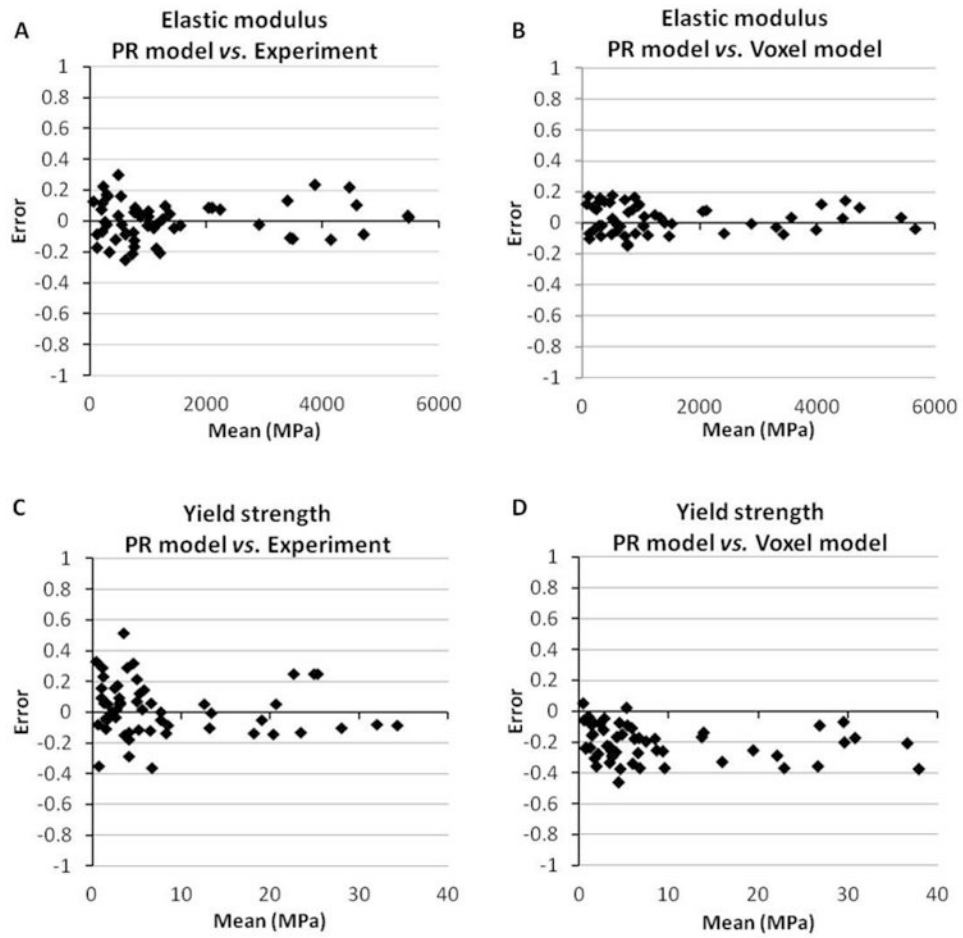 A
Elastic modulus
PR model vs. Experiment
1
0.8
0.6
0.4
0.2
0
-0.2
-0.4
-0.6
-0.8
-1
Error
0 2000 4000 6000
Mean (MPa)
B
Elastic modulus
PR model vs. Voxel model
1
0.8
0.6
0.4
0.2
0
-0.2
-0.4
-0.6
-0.8
-1
Error
0 2000 4000 6000
Mean (MPa)
C
Yield strength
PR model vs. Experiment
1
0.8
0.6
0.4
0.2
0
-0.2
-0.4
-0.6
-0.8
-1
Error
0 10 20 30 40
Mean (MPa)
D
Yield strength
PR model vs. Voxel model
1
0.8
0.6
0.4
0.2
0
-0.2
-0.4
-0.6
-0.8
-1
Error
0 10 20 30 40
Mean (MPa)